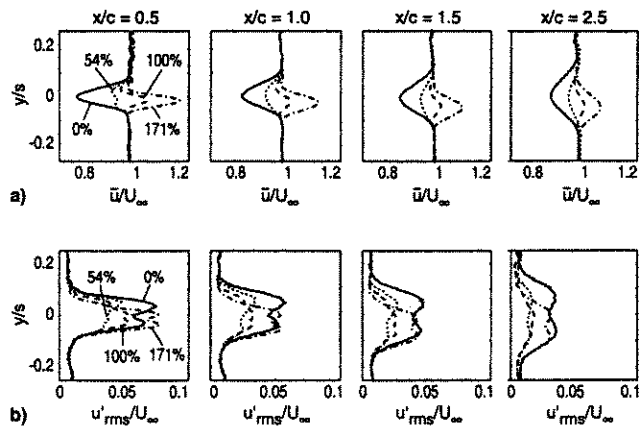 x/c = 0.5 x/c = 1.0 x/c = 1.5 x/c = 2.5
0.2
54% 100%
y/s 0
0% 171%
-0.2
0.8 1 1.2 0.8 1 1.2 0.8 1 1.2 0.8 1 1.2
a) u̅/U∞ u̅/U∞ u̅/U∞ u̅/U∞
0.2
54% 0%
y/s 0
100% 171%
-0.2
0 0.05 0.1 0 0.05 0.1 0 0.05 0.1 0 0.05 0.1
b) u'rms/U∞ u'rms/U∞ u'rms/U∞ u'rms/U∞